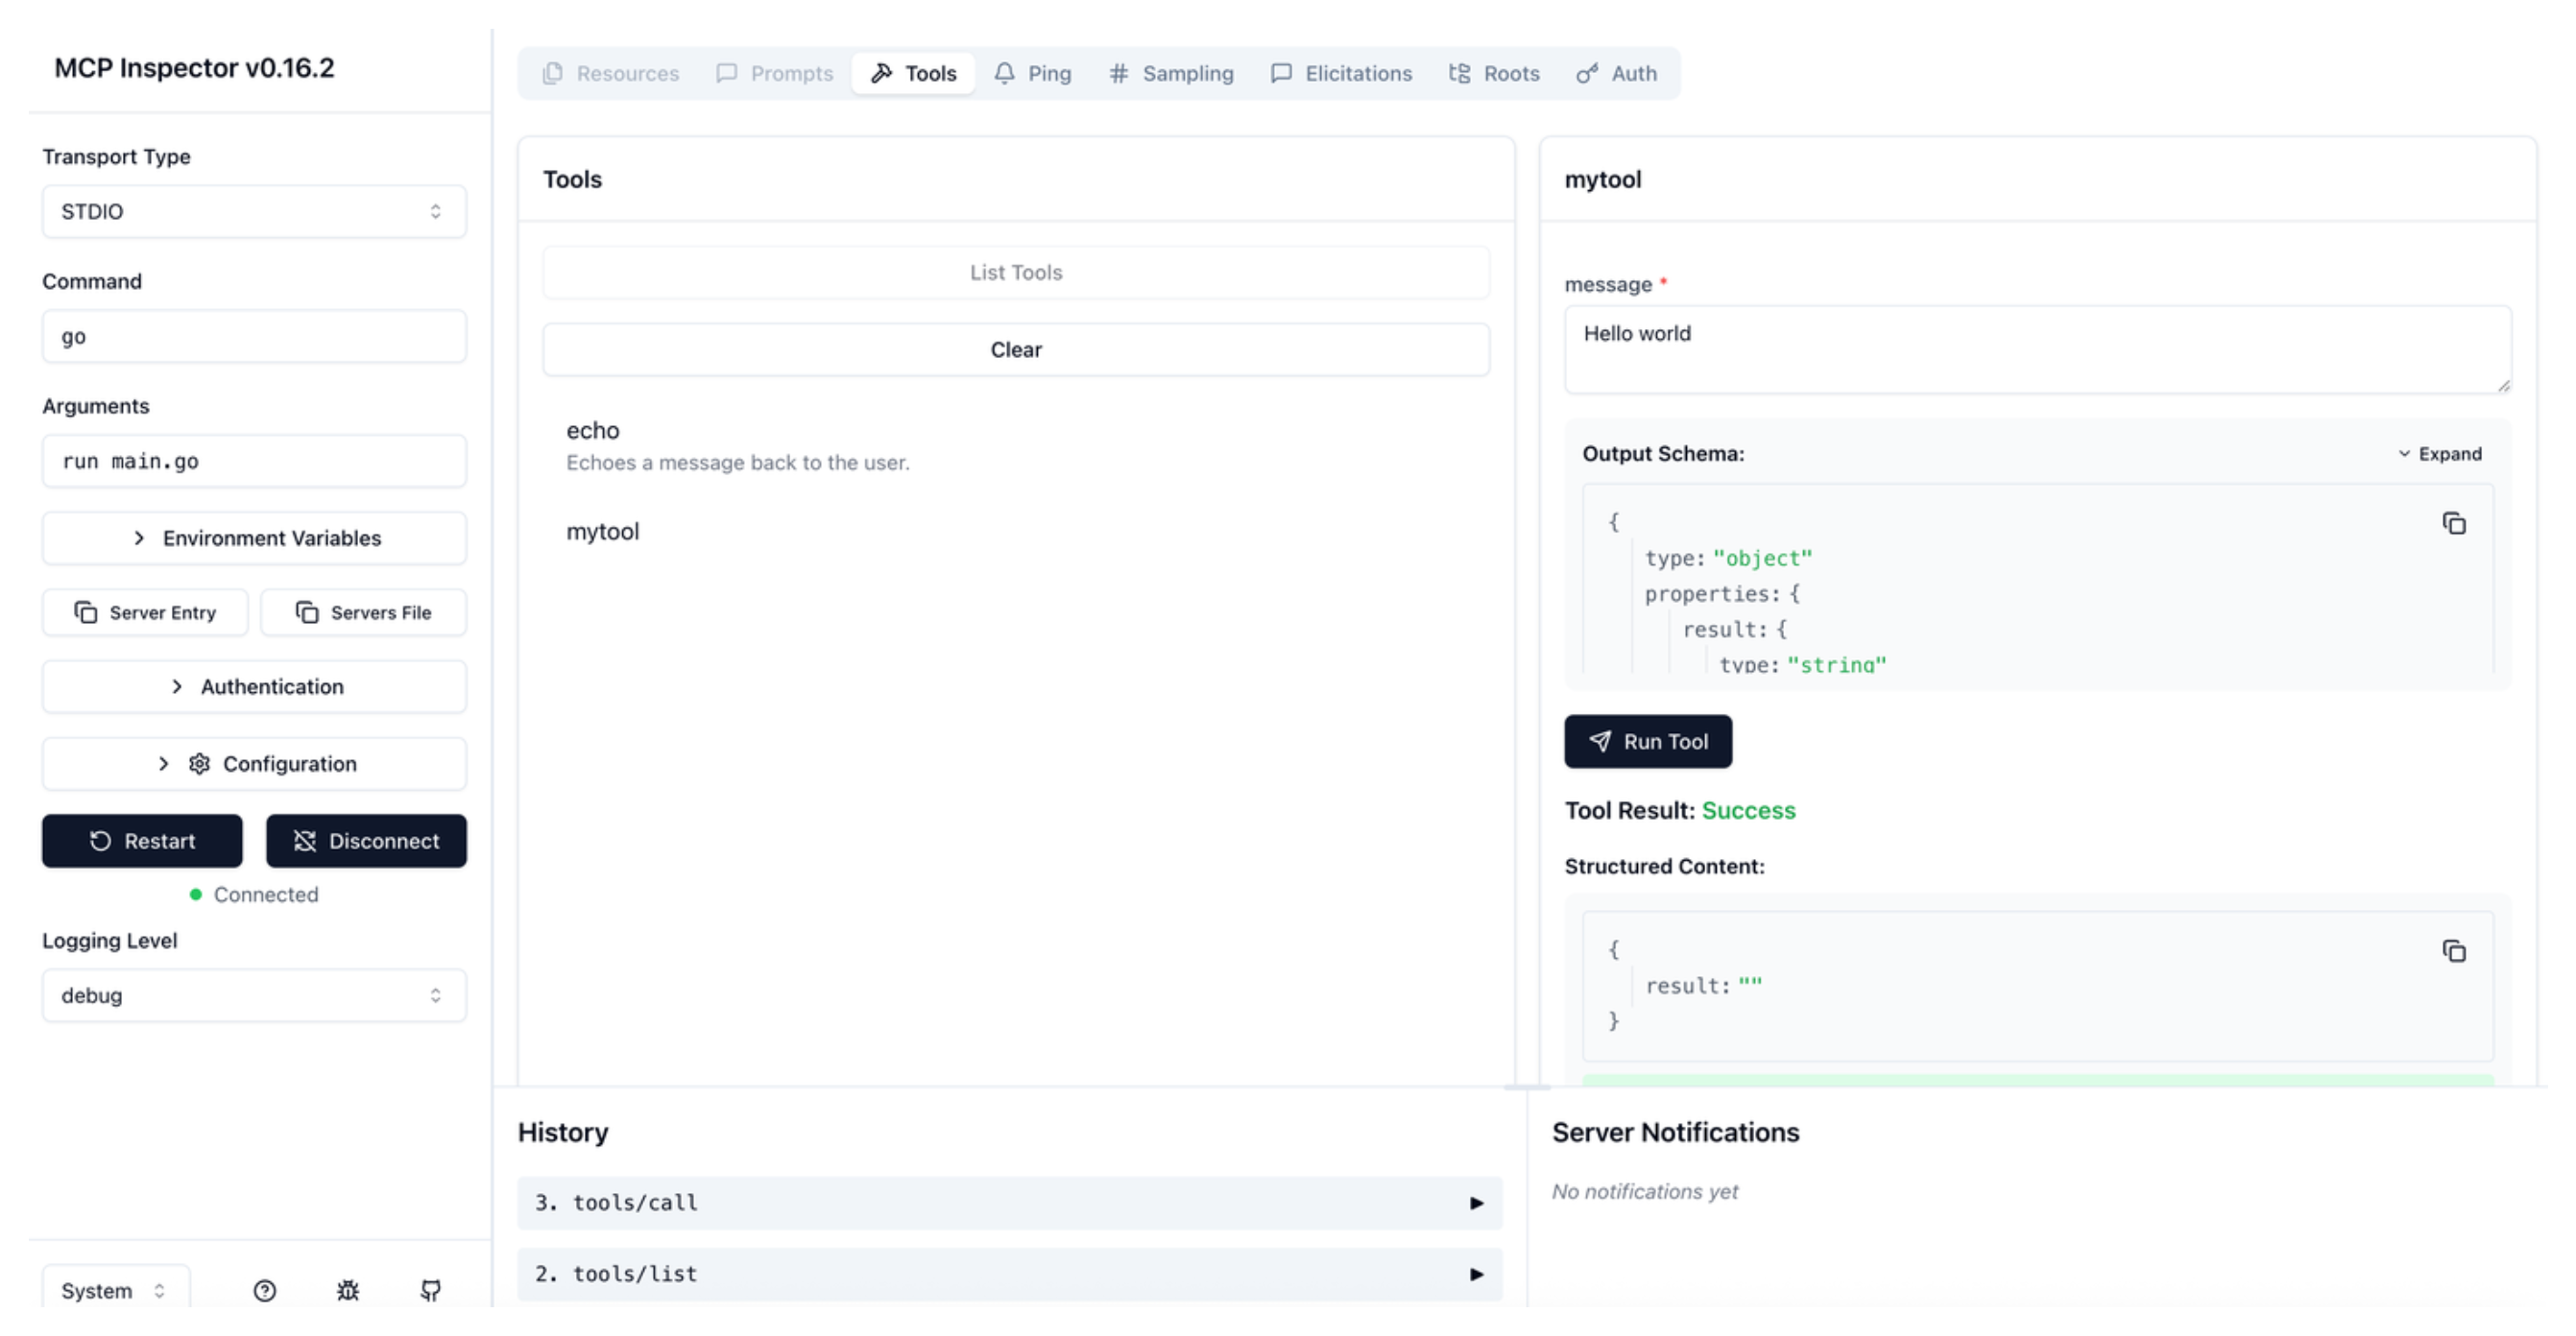 MCP Inspector v0.16.2
Transport Type
STDIO
Command
go
Arguments
run main.go
Environment Variables
Server Entry
Servers File
Authentication
Configuration
Restart
Disconnect
Connected
Logging Level
debug
System
Resources
Prompts
Tools
Ping
Sampling
Elicitations
Roots
Auth
Tools
List Tools
Clear
echo
Echoes a message back to the user.
mytool
mytool
message *
Hello world
Output Schema:
Expand
{
type: "object"
properties: {
result: {
type: "string"
Run Tool
Tool Result: Success
Structured Content:
{
result: ""
}
History
3. tools/call
2. tools/list
Server Notifications
No notifications yet